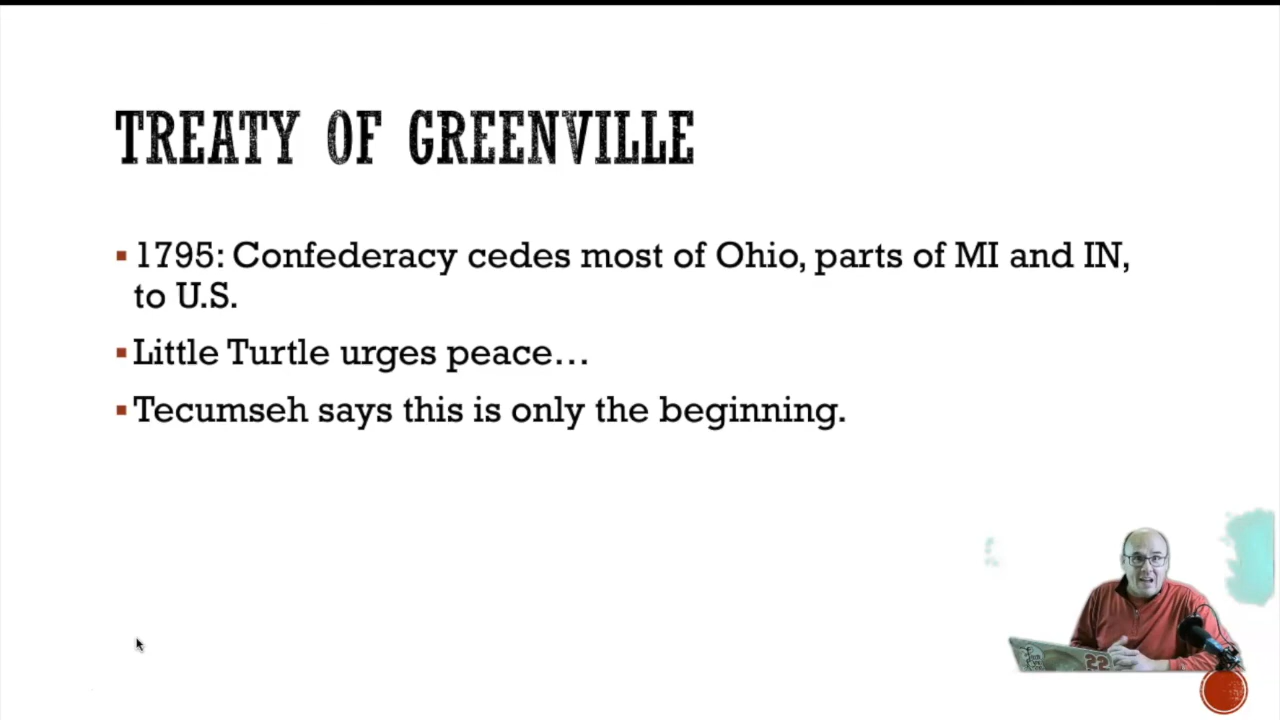 TREATY OF GREENVILLE
▪ 1795: Confederacy cedes most of Ohio, parts of MI and IN,
to U.S.
▪ Little Turtle urges peace…
▪ Tecumseh says this is only the beginning.
22